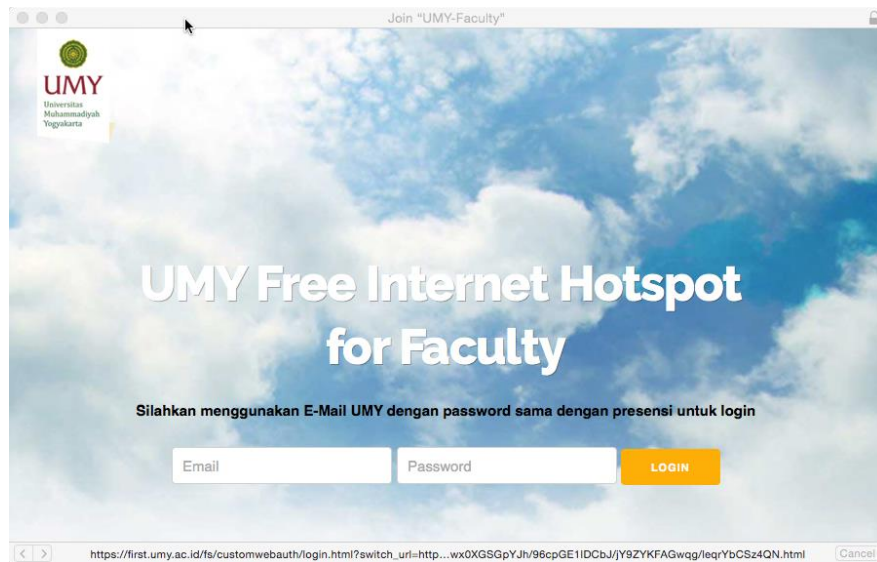 Join "UMY-Faculty"
UMY
Universitas
Muhammadiyah
Yogyakarta
UMY Free Internet Hotspot
for Faculty
Silahkan menggunakan E-Mail UMY dengan password sama dengan presensi untuk login
Email
Password
LOGIN
https://first.umy.ac.id/fs/customwebauth/login.html?switch_url=http...wx0XGSGpYJh/96cpGE1IDCbJ/jY9ZYKFAGwqg/leqrYbCSz4QN.html
Cancel